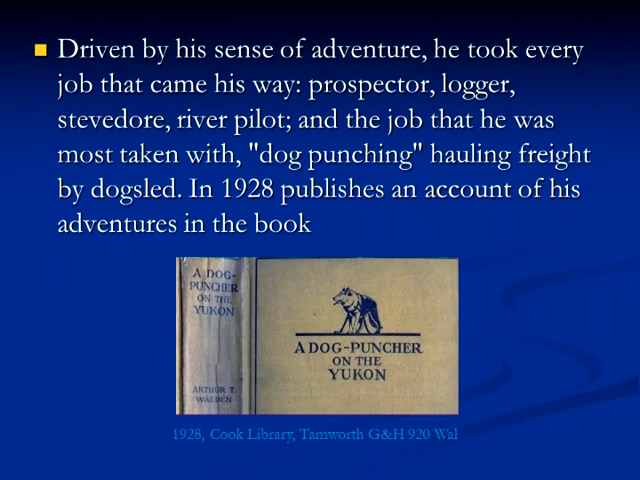 Driven by his sense of adventure, he took every
job that came his way: prospector, logger,
stevedore, river pilot; and the job that he was
most taken with, "dog punching" hauling freight
by dogsled. In 1928 publishes an account of his
adventures in the book
A DOG-
PUNCHER
ON THE
YUKON
ARTHUR T.
WALDEN
A DOG-PUNCHER
ON THE
YUKON
1928, Cook Library, Tamworth G&H 920 Wal